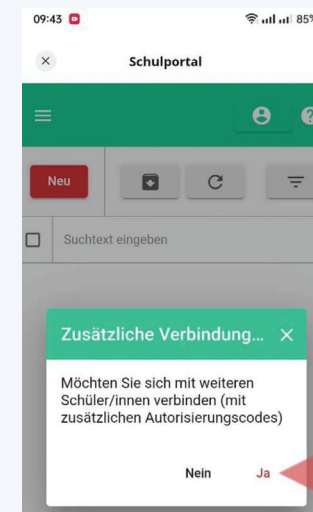 09:43 85%
Schulportal
Neu
Suchtext eingeben
Zusätzliche Verbindung...
Möchten Sie sich mit weiteren
Schüler/innen verbinden (mit
zusätzlichen Autorisierungscodes)
Nein Ja